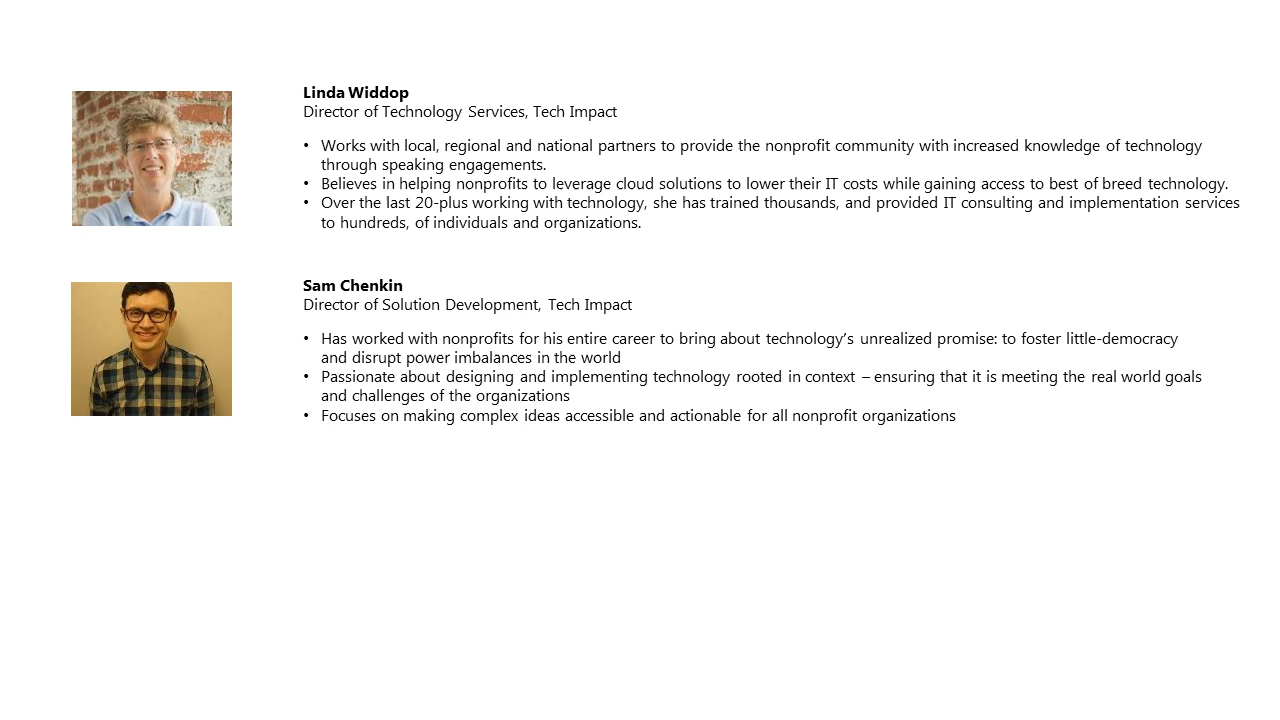 Linda Widdop
Director of Technology Services, Tech Impact
• Works with local, regional and national partners to provide the nonprofit community with increased knowledge of technology
through speaking engagements.
• Believes in helping nonprofits to leverage cloud solutions to lower their IT costs while gaining access to best of breed technology.
• Over the last 20-plus working with technology, she has trained thousands, and provided IT consulting and implementation services
to hundreds, of individuals and organizations.
Sam Chenkin
Director of Solution Development, Tech Impact
• Has worked with nonprofits for his entire career to bring about technology’s unrealized promise: to foster little-democracy
and disrupt power imbalances in the world
• Passionate about designing and implementing technology rooted in context – ensuring that it is meeting the real world goals
and challenges of the organizations
• Focuses on making complex ideas accessible and actionable for all nonprofit organizations